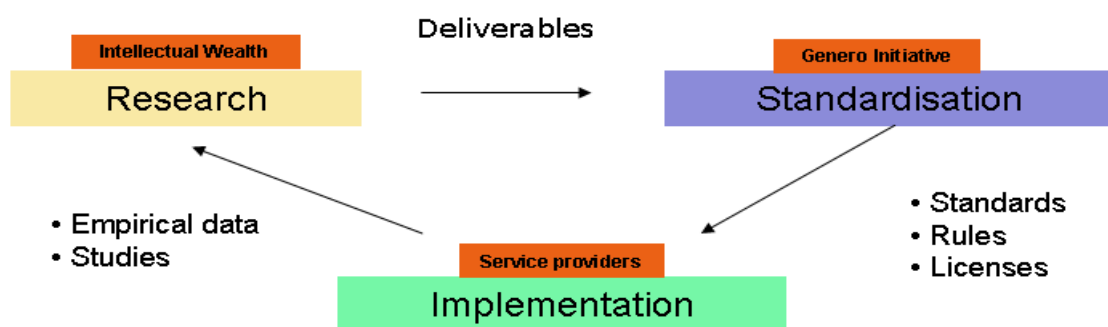 Deliverables
Intellectual Wealth
Research
Genero Initiative
Standardisation
• Empirical data
• Studies
• Standards
• Rules
• Licenses
Service providers
Implementation